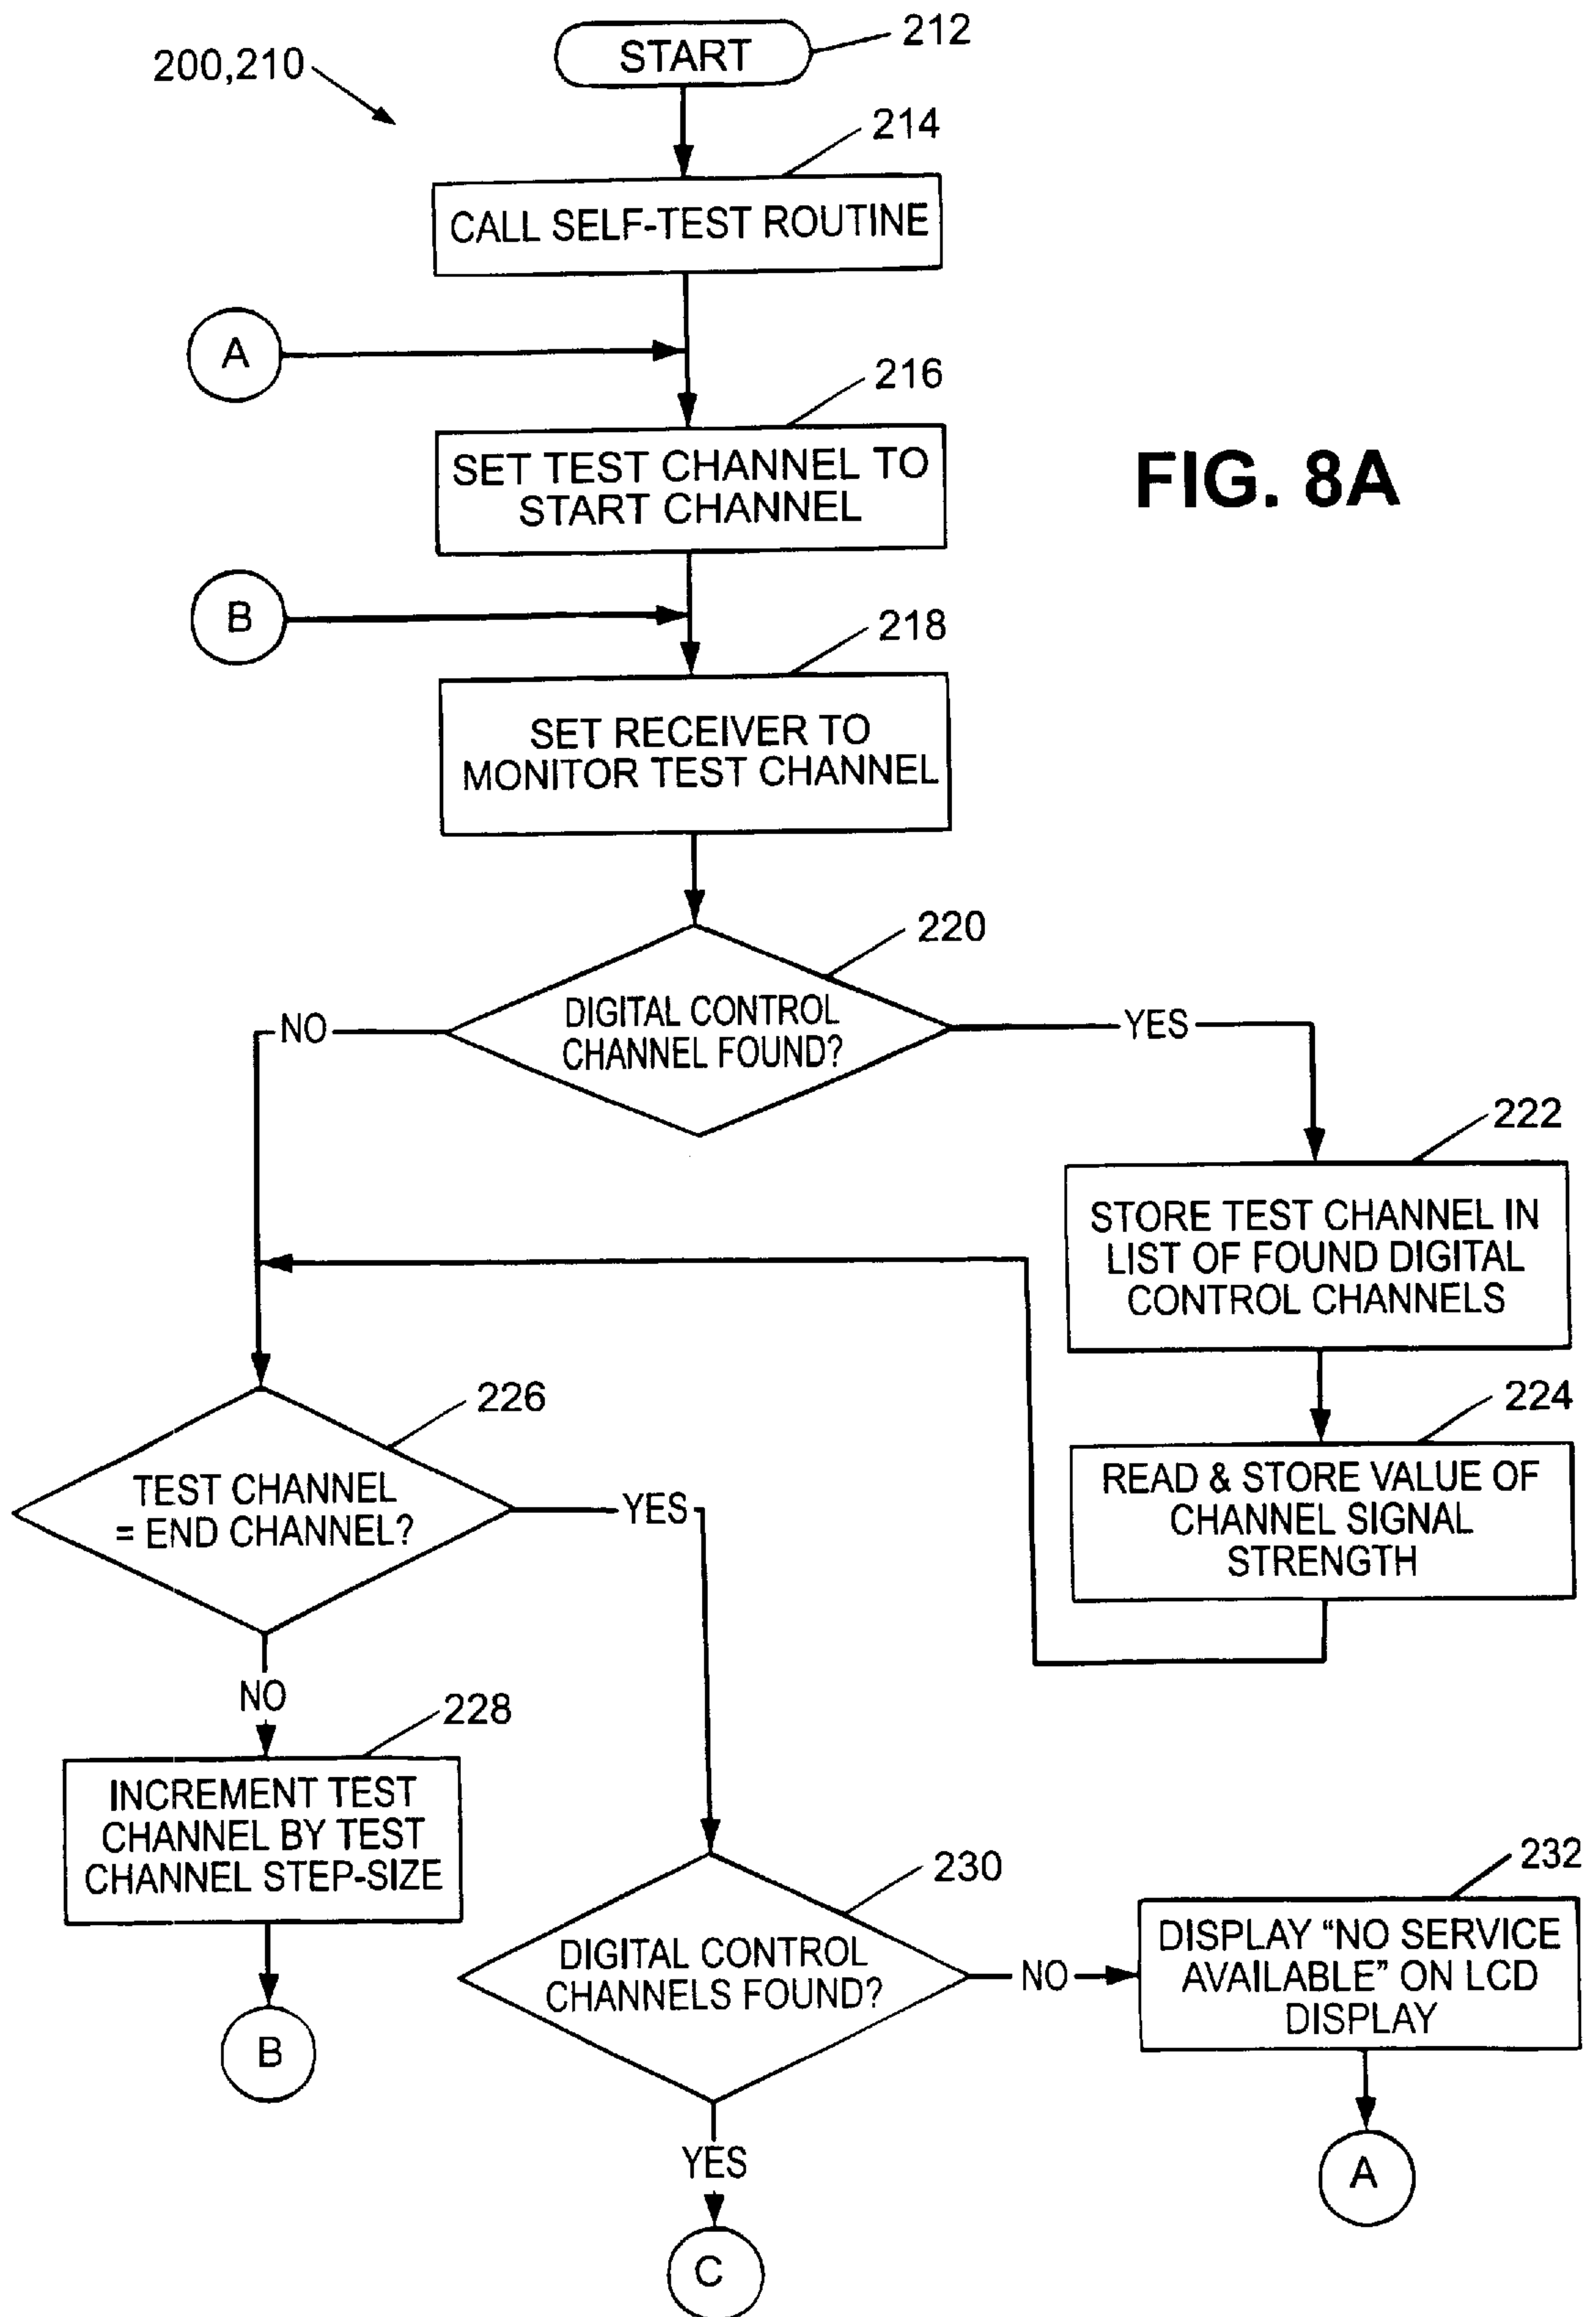 START
212
200,210
214
CALL SELF-TEST ROUTINE
A
216
SET TEST CHANNEL TO
START CHANNEL
FIG. 8A
B
218
SET RECEIVER TO
MONITOR TEST CHANNEL
220
DIGITAL CONTROL
CHANNEL FOUND?
NO
YES
222
STORE TEST CHANNEL IN
LIST OF FOUND DIGITAL
CONTROL CHANNELS
224
READ & STORE VALUE OF
CHANNEL SIGNAL
STRENGTH
226
TEST CHANNEL
= END CHANNEL?
YES
NO
228
INCREMENT TEST
CHANNEL BY TEST
CHANNEL STEP-SIZE
B
230
DIGITAL CONTROL
CHANNELS FOUND?
NO
232
DISPLAY “NO SERVICE
AVAILABLE” ON LCD
DISPLAY
A
YES
C